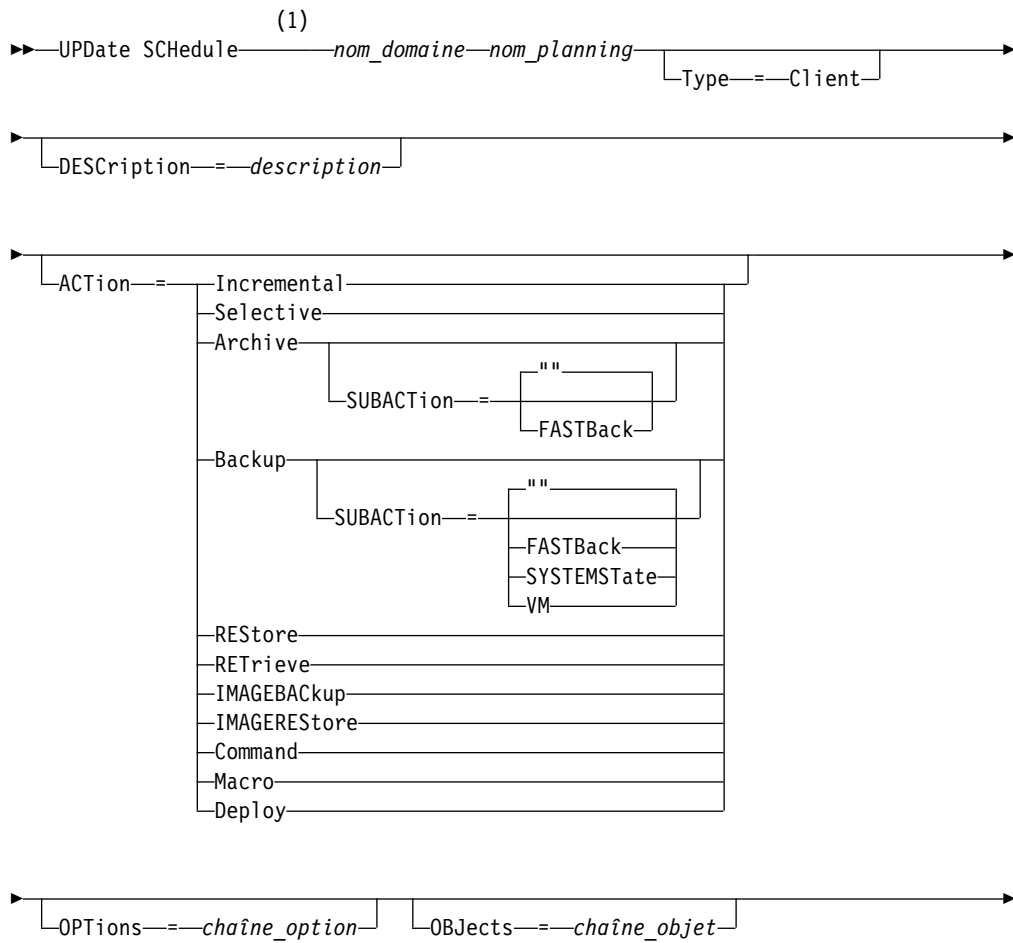 (1)
UPDate SCHedule nom_domaine nom_planning
Type = Client
DESCription = description
ACTion = Incremental
Selective
Archive
""
SUBACTion =
FASTBack
Backup
""
SUBACTion =
FASTBack
SYSTEMSTate
VM
REStore
RETrieve
IMAGEBACkup
IMAGEREStore
Command
Macro
Deploy
OPTions = chaîne_option OBJects = chaîne_objet